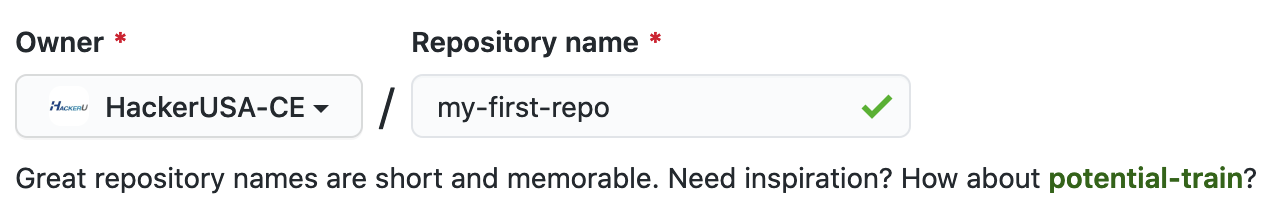 Owner * Repository name *
HackerU HackerUSA-CE / my-first-repo
Great repository names are short and memorable. Need inspiration? How about potential-train?